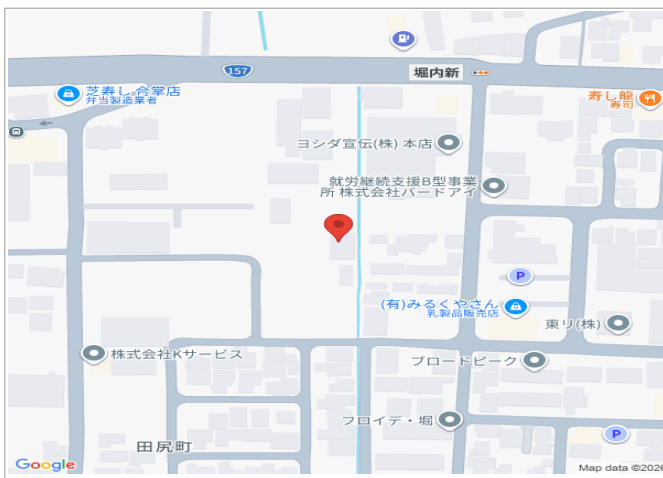 157
堀内新
芝寿し 合掌店
弁当製造業者
寿し龍
寿司
ヨシダ宣伝(株) 本店
就労継続支援B型事業
所 株式会社バードアイ
P
(有)みるくやさん
乳製品販売店
東リ(株)
株式会社Kサービス
ブロードピーク
フロイデ・堀
P
田尻町
Google
Map data ©2026